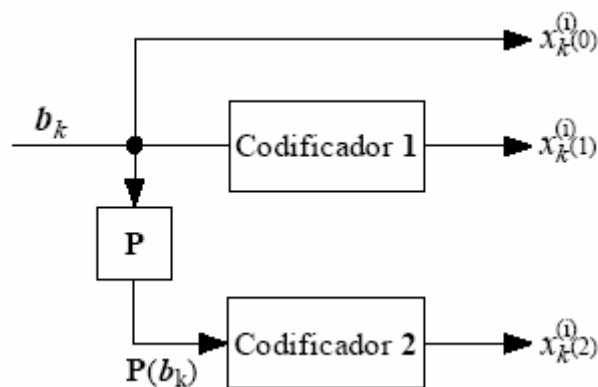 x_k^{(i)}(0)
b_k
Codificador 1
x_k^{(i)}(1)
P
Codificador 2
x_k^{(i)}(2)
P(b_k)